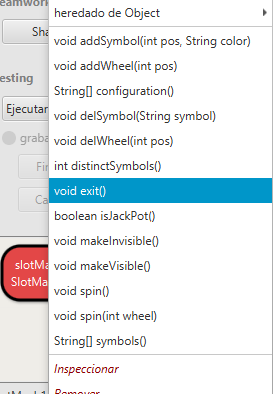 heredado de Object
eamwor
Sha
void addSymbol(int pos, String color)
void addWheel(int pos)
esting
String[] configuration()
Ejecutar
void delSymbol(String symbol)
graba
void delWheel(int pos)
Fin
int distinctSymbols()
Ca
void exit()
boolean isJackPot()
void makeInvisible()
slotMa
void makeVisible()
SlotMa
void spin()
void spin(int wheel)
String[] symbols()
Inspeccionar
Remover